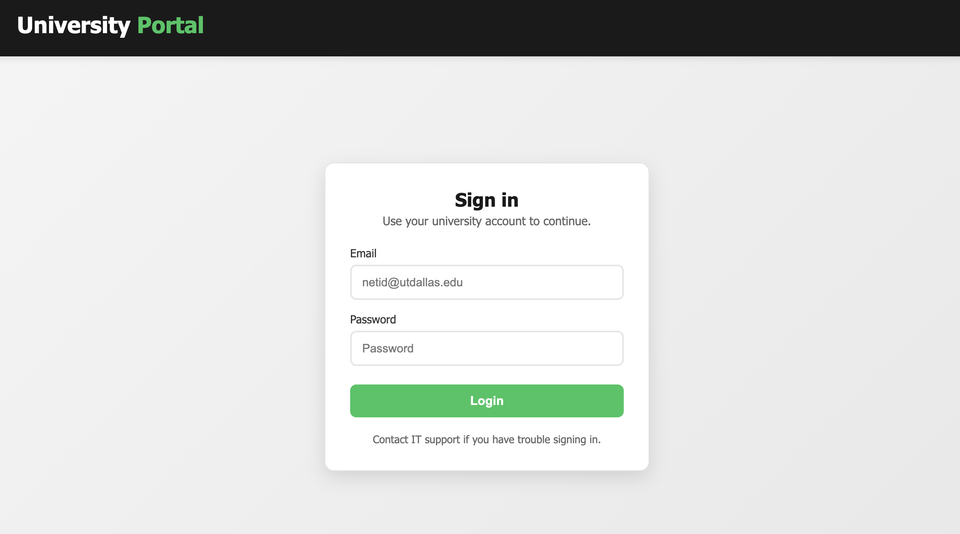 University Portal
Sign in
Use your university account to continue.
Email
netid@utdallas.edu
Password
Password
Login
Contact IT support if you have trouble signing in.